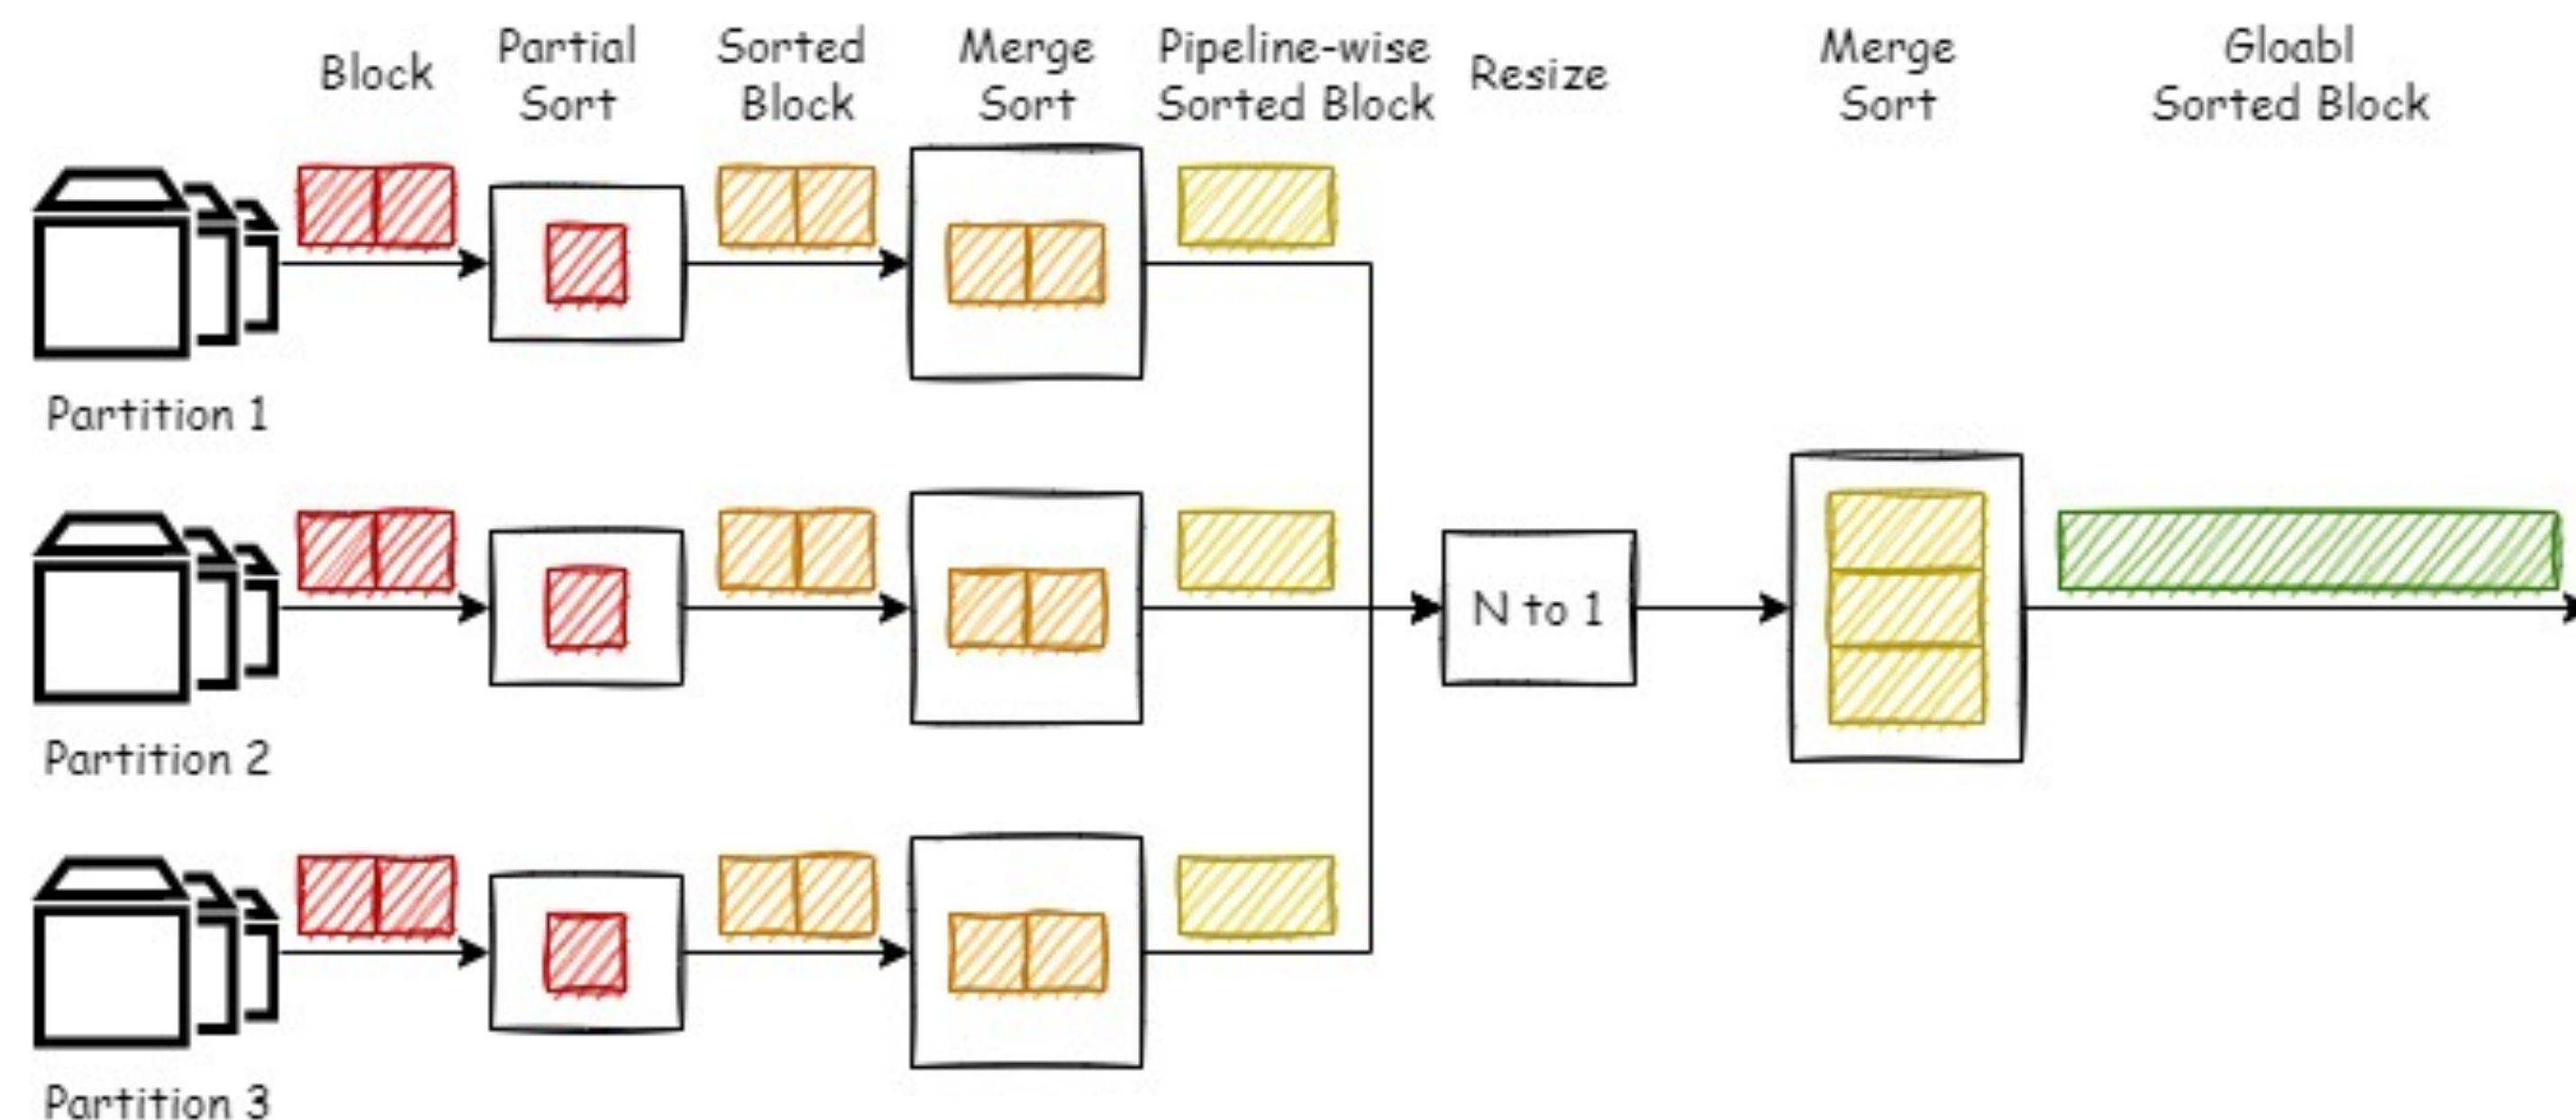 Block
Partial
Sort
Sorted
Block
Merge
Sort
Pipeline-wise
Sorted Block
Resize
Merge
Sort
Gloabl
Sorted Block
Partition 1
Partition 2
N to 1
Partition 3